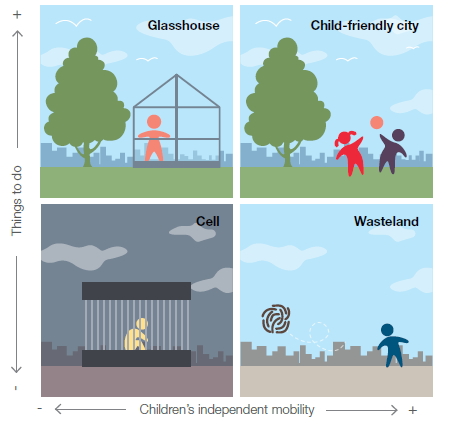 +
Glasshouse
Child-friendly city
Things to do
Cell
Wasteland
-
- Children's independent mobility +